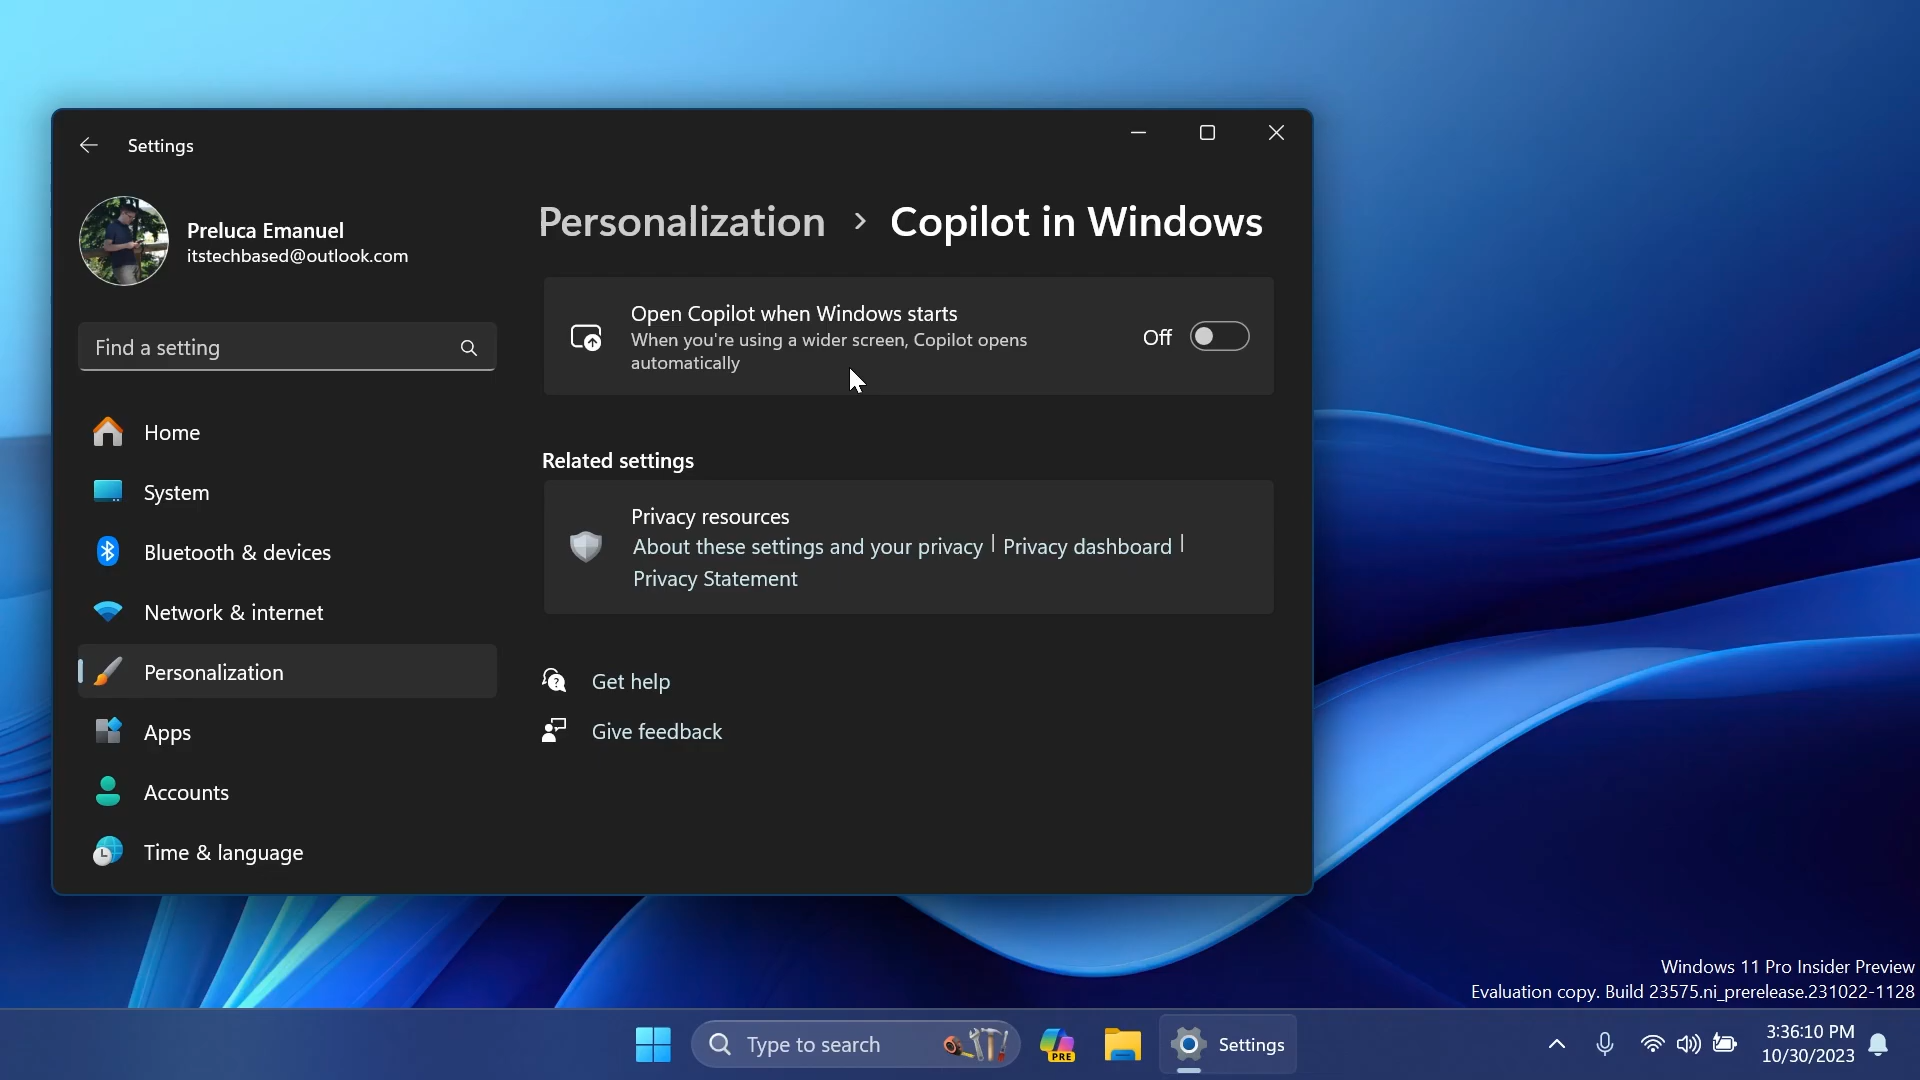 Settings
Preluca Emanuel
itstechbased@outlook.com
Find a setting
Home
System
Bluetooth & devices
Network & internet
Personalization
Apps
Accounts
Time & language
Personalization > Copilot in Windows
Open Copilot when Windows starts
When you're using a wider screen, Copilot opens
automatically
Off
Related settings
Privacy resources
About these settings and your privacy | Privacy dashboard |
Privacy Statement
Get help
Give feedback
Windows 11 Pro Insider Preview
Evaluation copy. Build 23575.ni_prerelease.231022-1128
Type to search
PRE
Settings
3:36:10 PM
10/30/2023